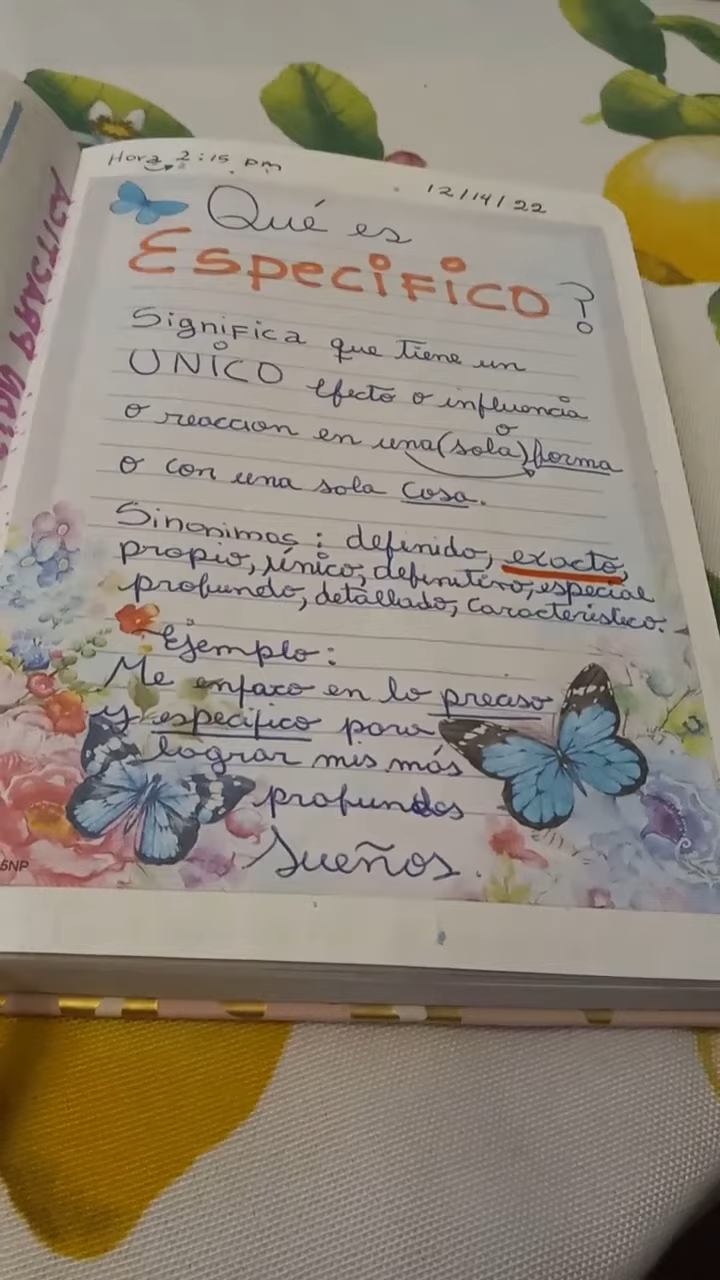 Hora 2:15 pm
12/14/22
Qué es
Especifico?
Significa que tiene un
UNICO efecto o influencia
o reaccion en una (sola) forma
o con una sola cosa.
Sinonimos: definido, exacto,
propio, único, definitivo, especial
profundo, detallado, caracteristico.
Ejemplo:
Me enfaco en lo preciso
y especifico para
lograr mis más
profundos
Sueños.
5NP